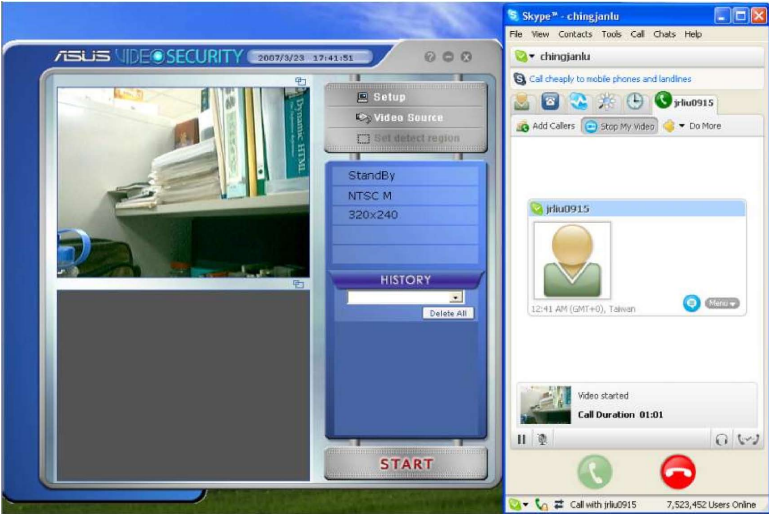 ASUS VIDEOSECURITY 2007/3/23 17:41:51
Dynamic HTML
Setup
Video Source
Set detect region
StandBy
NTSC M
320x240
HISTORY
Delete All
START
Skype™ - chingjanlu
File View Contacts Tools Call Chats Help
chingjanlu
Call cheaply to mobile phones and landlines
jrliu0915
Add Callers Stop My Video Do More
jrliu0915
12:41 AM (GMT+0), Taiwan
Menu
Video started
Call Duration 01:01
Call with jrliu0915 7,523,452 Users Online